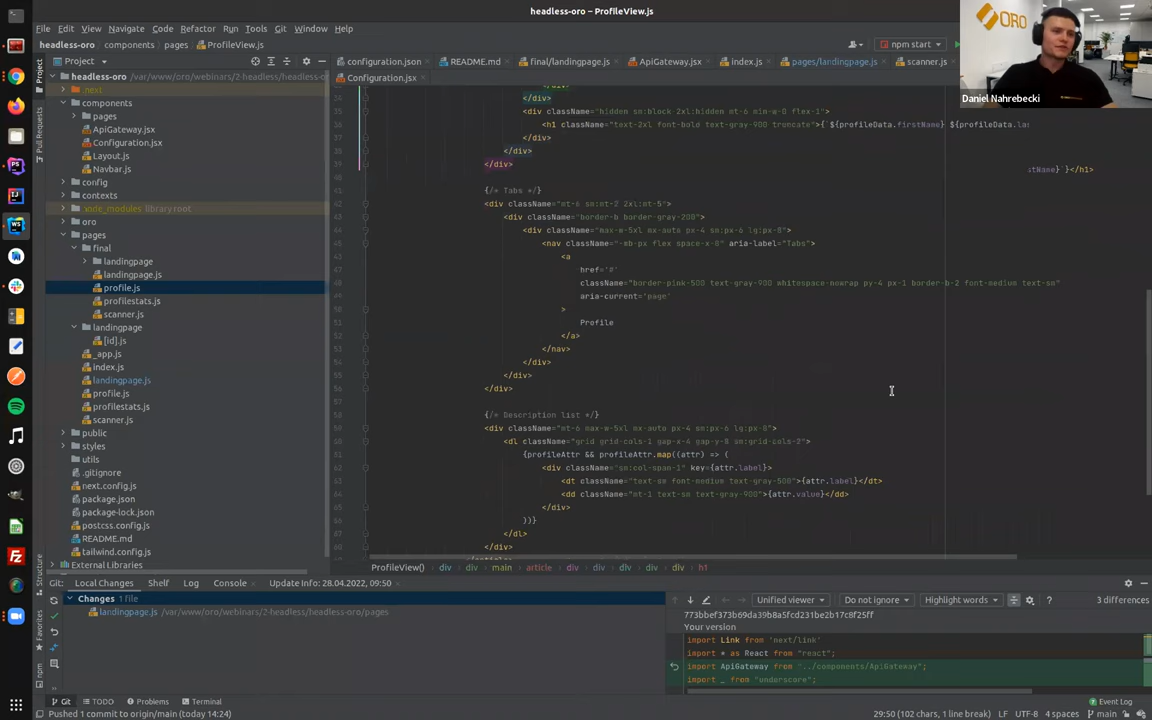 headless-oro – ProfileView.js
ORO
Daniel Nahrebecki
File Edit View Navigate Code Refactor Run Tools Git Window Help
headless-oro components pages ProfileView.js
npm start
Project
configuration.json README.md final/landingpage.js ApiGateway.jsx Index.js pages/landingpage.js scanner.js
Configuration.jsx
headless-oro /var/www/oro/webinars/2-headless/headless-o
.next
components
pages
ApiGateway.jsx
Configuration.jsx
Layout.js
Navbar.js
config
contexts
node_modules library root
oro
pages
final
landingpage
landingpage.js
profile.js
profilestats.js
scanner.js
landingpage
[id].js
_app.js
index.js
landingpage.js
profile.js
profilestats.js
scanner.js
public
styles
utils
.gitignore
next.config.js
package.json
package-lock.json
postcss.config.js
README.md
tailwind.config.js
External Libraries
</div>
<div className="hidden sm:block 2xl:hidden mt-6 min-w-0 flex-1">
<h1 className="text-2xl font-bold text-gray-900 truncate">{`${profileData.firstName} ${profileData.la
stName} `}</h1>
</div>
</div>
</div>
{/* Tabs */}
<div className="mt-6 sm:mt-2 2xl:mt-5">
<div className="border-b border-gray-200">
<div className="max-w-5xl mx-auto px-4 sm:px-6 lg:px-8">
<nav className="-mb-px flex space-x-8" aria-label="Tabs">
<a
href='#'
className="border-pink-500 text-gray-900 whitespace-nowrap py-4 px-1 border-b-2 font-medium text-sm"
aria-current='page'
>
Profile
</a>
</nav>
</div>
</div>
</div>
{/* Description list */}
<div className="mt-6 max-w-5xl mx-auto px-4 sm:px-6 lg:px-8">
<dl className="grid grid-cols-1 gap-x-4 gap-y-8 sm:grid-cols-2">
{profileAttr && profileAttr.map((attr) => (
<div className="sm:col-span-1" key={attr.label}>
<dt className="text-sm font-medium text-gray-500">{attr.label}</dt>
<dd className="mt-1 text-sm text-gray-900">{attr.value}</dd>
</div>
))}
</dl>
</div>
ProfileView() div div main article div div div div div h1
Git: Local Changes Shelf Log Console Update Info: 28.04.2022, 09:50
Changes 1 file
landingpage.js /var/www/oro/webinars/2-headless/headless-oro/pages
Unified viewer Do not ignore Highlight words ? 3 differences
773bbef373b69da39b8a5fcd231be2b17c8f25ff
Your version
import Link from 'next/link'
import * as React from "react";
import ApiGateway from "../components/ApiGateway";
import _ from "underscore";
Project
Pull Requests
Structure
Favorites
npm
Git TODO Problems Terminal Event Log
Pushed 1 commit to origin/main (today 14:24) 29:50 (102 chars, 1 line break) LF UTF-8 4 spaces main